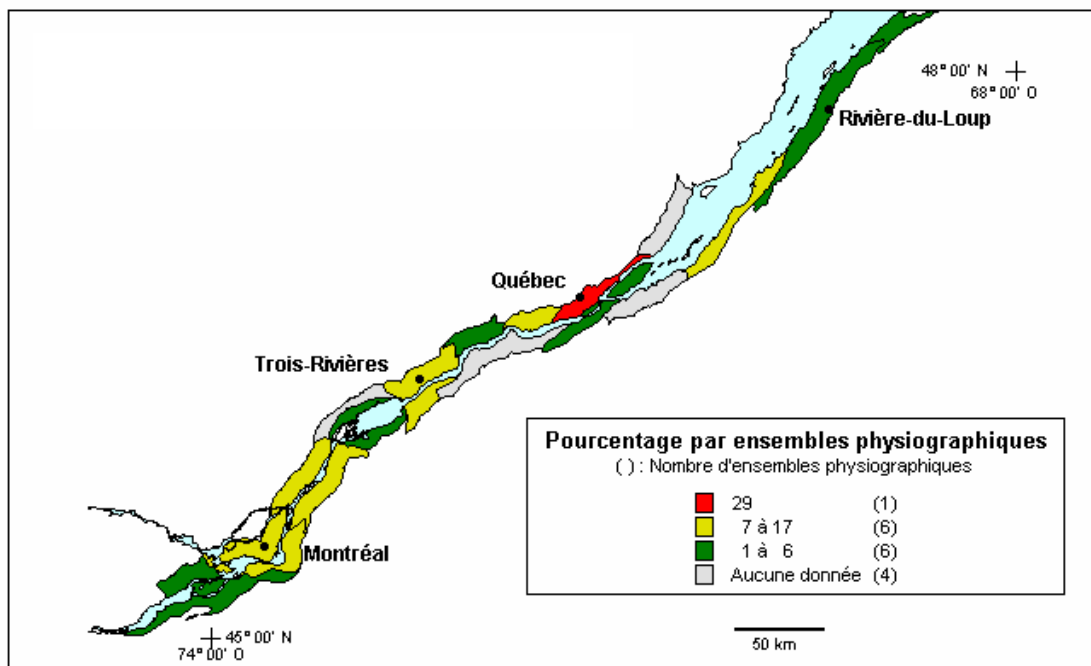 48° 00' N
68° 00' O
Rivière-du-Loup
Québec
Trois-Rivières
Montréal
45° 00' N
74° 00' O
Pourcentage par ensembles physiographiques
( ) : Nombre d'ensembles physiographiques
29 (1)
7 à 17 (6)
1 à 6 (6)
Aucune donnée (4)
50 km